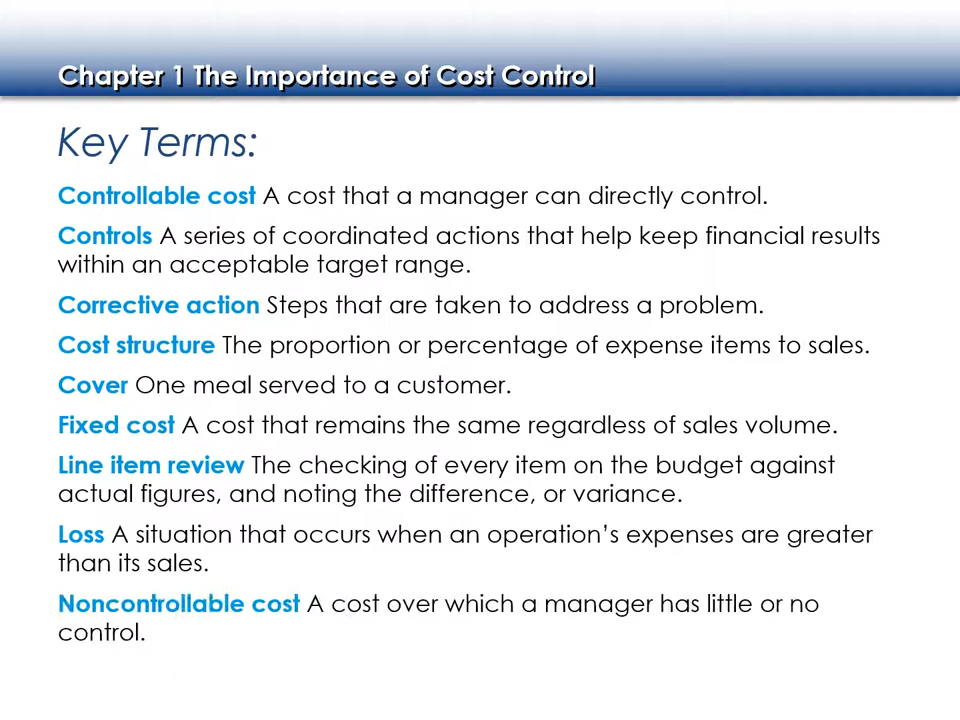 Chapter 1 The Importance of Cost Control
Key Terms:
Controllable cost A cost that a manager can directly control.
Controls A series of coordinated actions that help keep financial results
within an acceptable target range.
Corrective action Steps that are taken to address a problem.
Cost structure The proportion or percentage of expense items to sales.
Cover One meal served to a customer.
Fixed cost A cost that remains the same regardless of sales volume.
Line item review The checking of every item on the budget against
actual figures, and noting the difference, or variance.
Loss A situation that occurs when an operation’s expenses are greater
than its sales.
Noncontrollable cost A cost over which a manager has little or no
control.